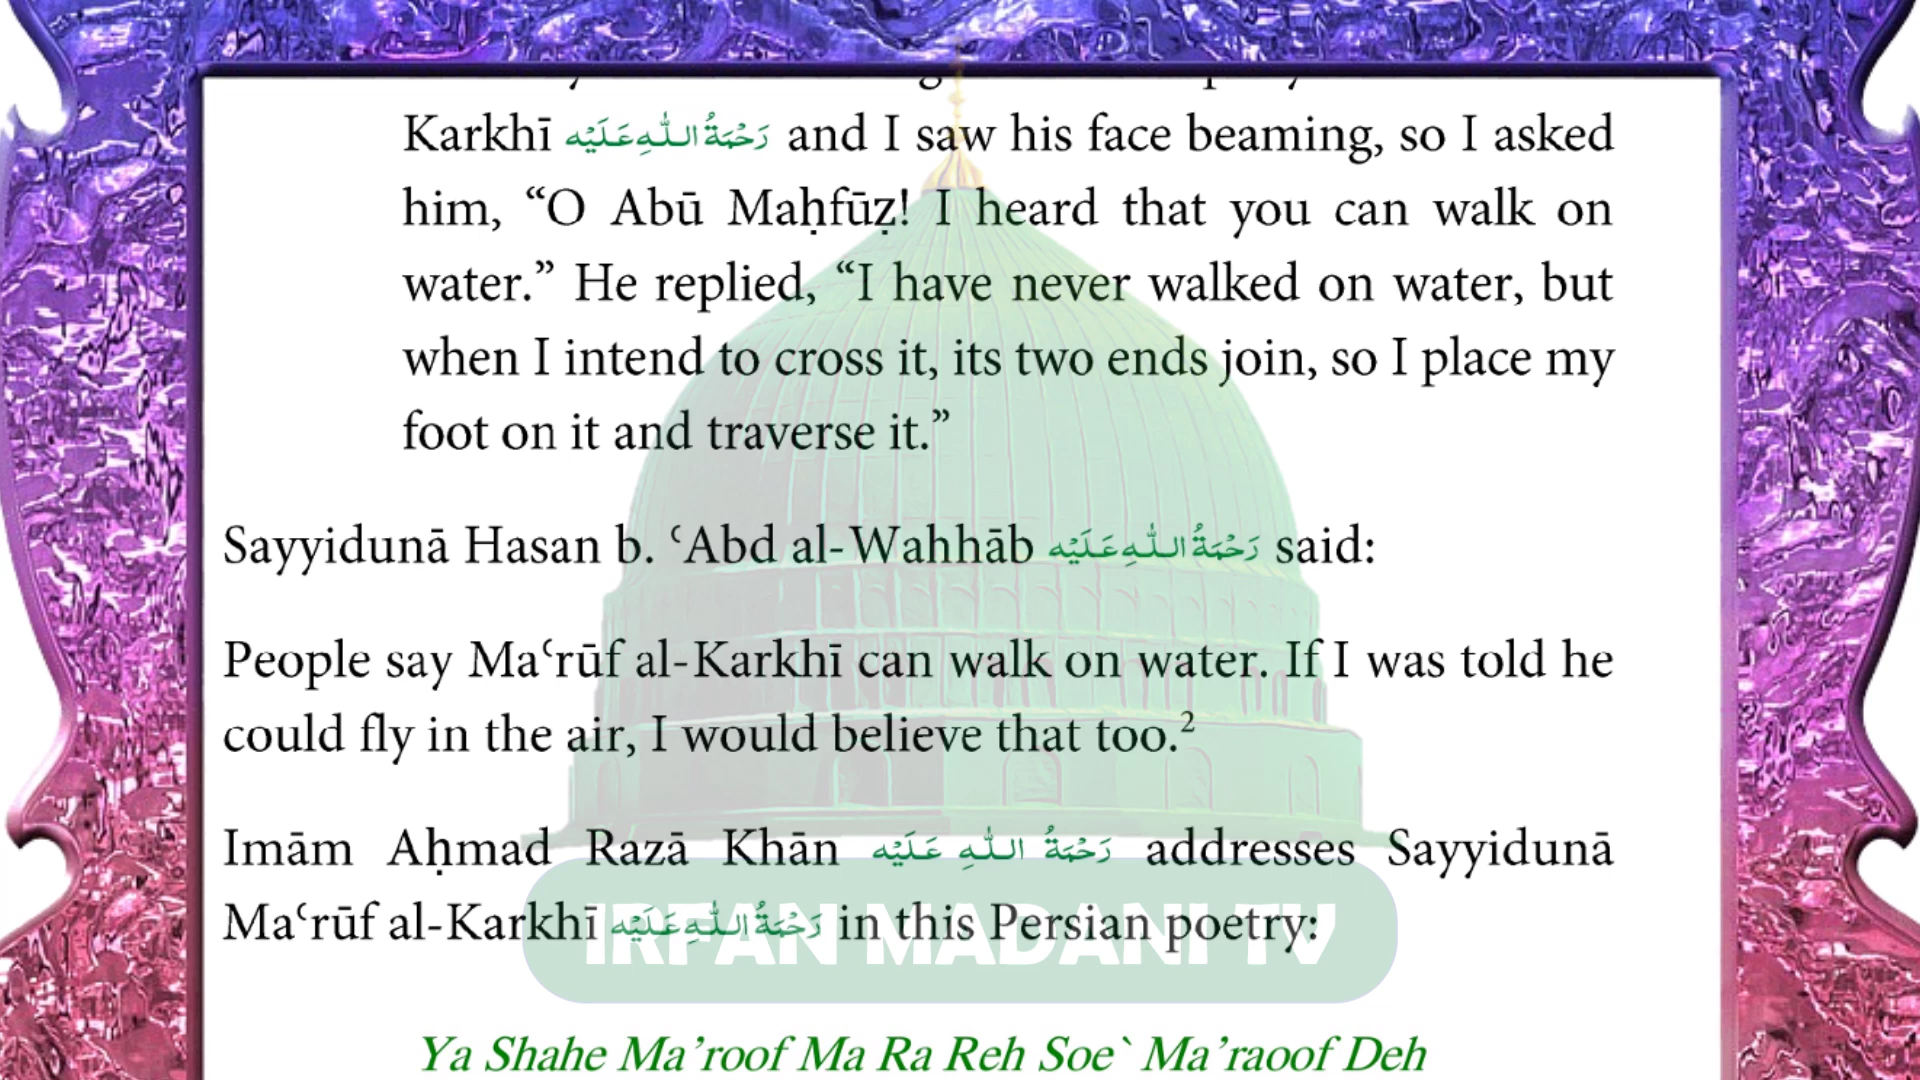 Karkhī رَحْمَةُ اللّٰهِ عَلَيْه and I saw his face beaming, so I asked
him, “O Abū Maḥfūẓ! I heard that you can walk on
water.” He replied, “I have never walked on water, but
when I intend to cross it, its two ends join, so I place my
foot on it and traverse it.”
Sayyidunā Hasan b. ʿAbd al-Wahhāb رَحْمَةُ اللّٰهِ عَلَيْه said:
People say Maʿrūf al-Karkhī can walk on water. If I was told he
could fly in the air, I would believe that too.²
Imām Aḥmad Razā Khān رَحْمَةُ اللّٰهِ عَلَيْه addresses Sayyidunā
Maʿrūf al-Karkhī رَحْمَةُ اللّٰهِ عَلَيْه in this Persian poetry:
IRFAN MADANI TV
Ya Shahe Ma’roof Ma Ra Reh Soe` Ma’raoof Deh